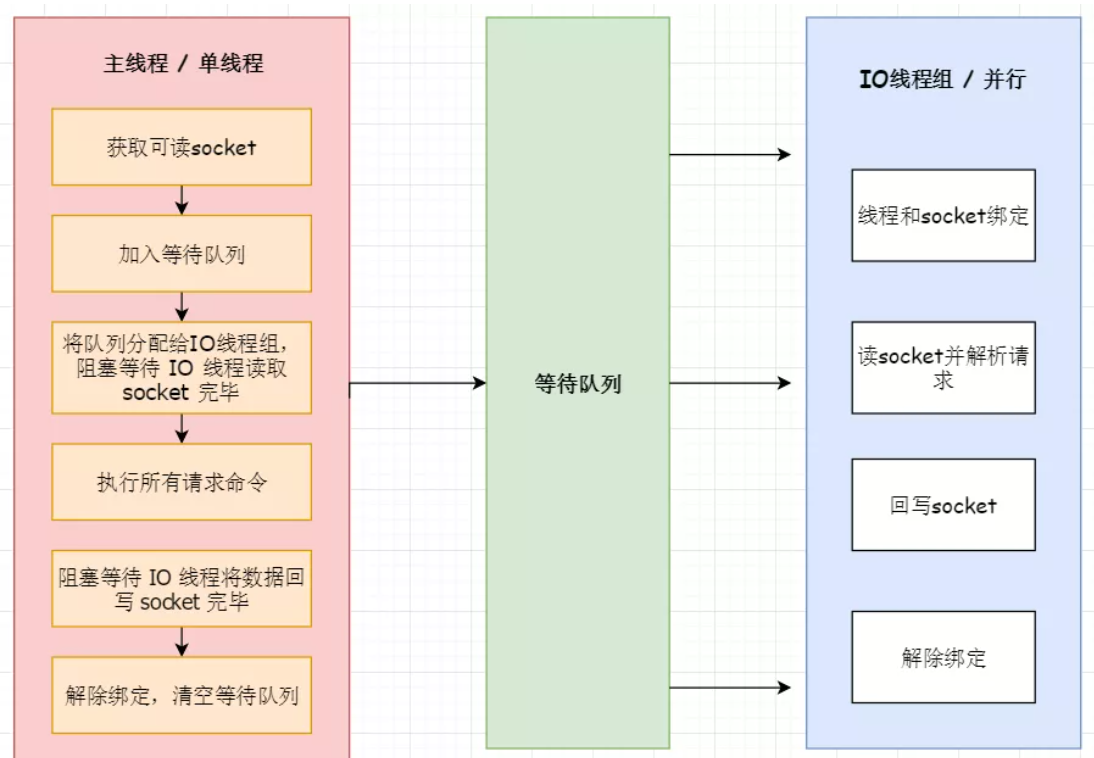 主线程 / 单线程
获取可读socket
加入等待队列
将队列分配给IO线程组，
阻塞等待 IO 线程读取
socket 完毕
执行所有请求命令
阻塞等待 IO 线程将数据回
写 socket 完毕
解除绑定，清空等待队列
等待队列
IO线程组 / 并行
线程和socket绑定
读socket并解析请
求
回写socket
解除绑定